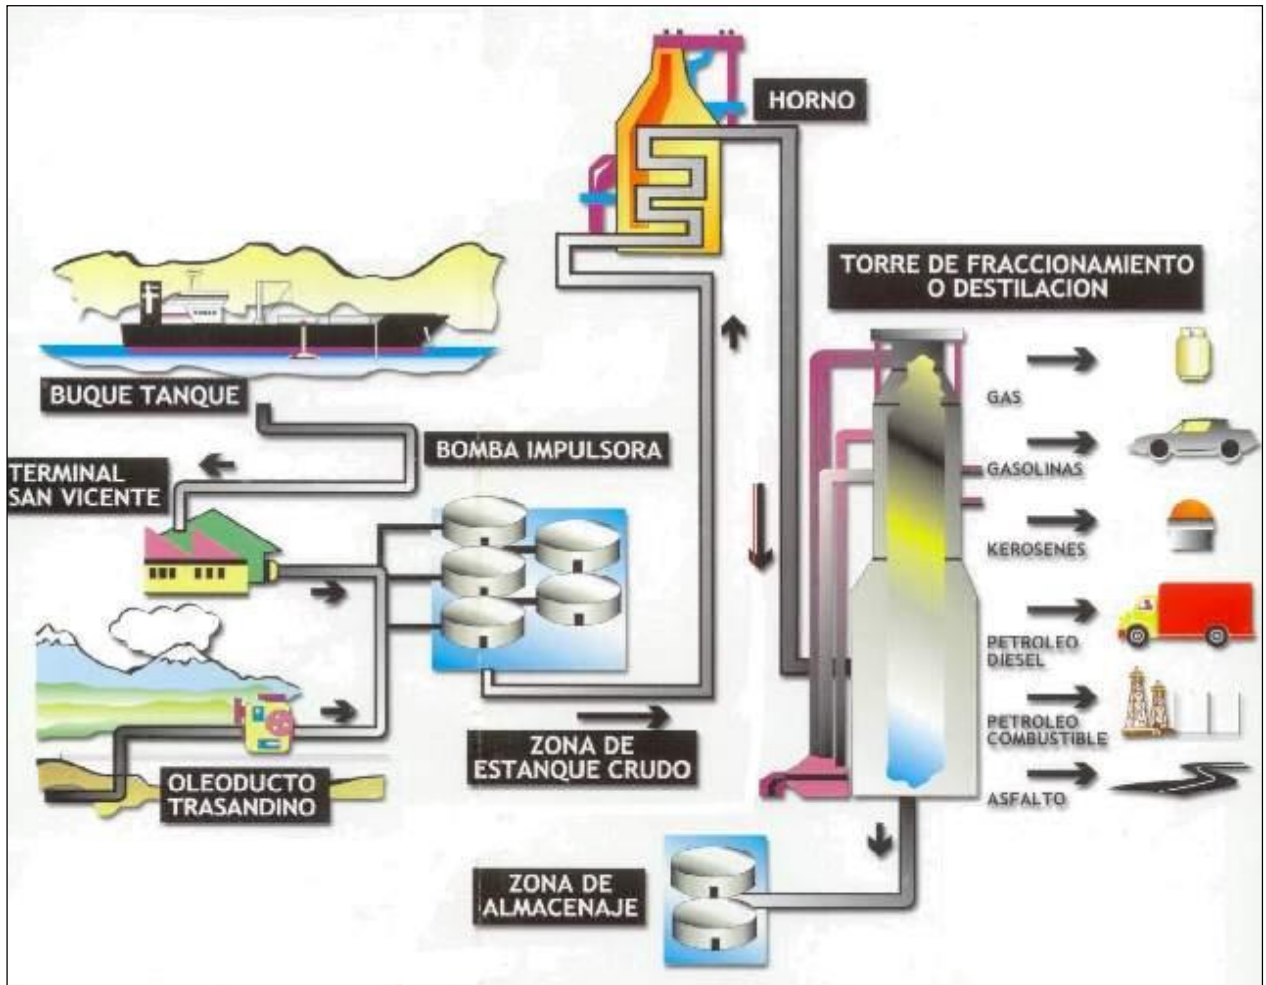 HORNO
TORRE DE FRACCIONAMIENTO
O DESTILACION
BUQUE TANQUE
TERMINAL
SAN VICENTE
BOMBA IMPULSORA
GAS
GASOLINAS
KEROSENES
PETROLEO
DIESEL
PETROLEO
COMBUSTIBLE
ASFALTO
ZONA DE
ESTANQUE CRUDO
OLEODUCTO
TRASANDINO
ZONA DE
ALMACENAJE